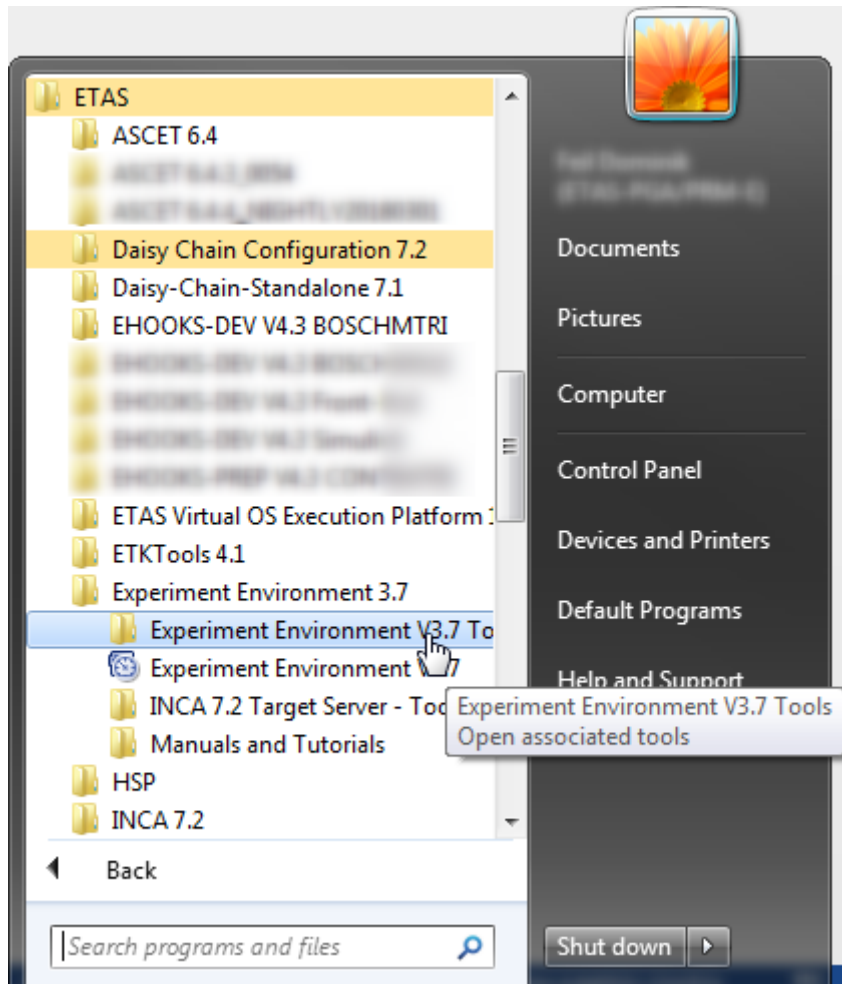 ETAS
ASCET 6.4
Daisy Chain Configuration 7.2
Daisy-Chain-Standalone 7.1
EHOOKS-DEV V4.3 BOSCHMTRI
ETAS Virtual OS Execution Platform
ETKTools 4.1
Experiment Environment 3.7
Experiment Environment V3.7 To
Experiment Environment
INCA 7.2 Target Server - Too
Manuals and Tutorials
HSP
INCA 7.2
Back
Search programs and files
Documents
Pictures
Computer
Control Panel
Devices and Printers
Default Programs
Help and Support
Experiment Environment V3.7 Tools
Open associated tools
Shut down